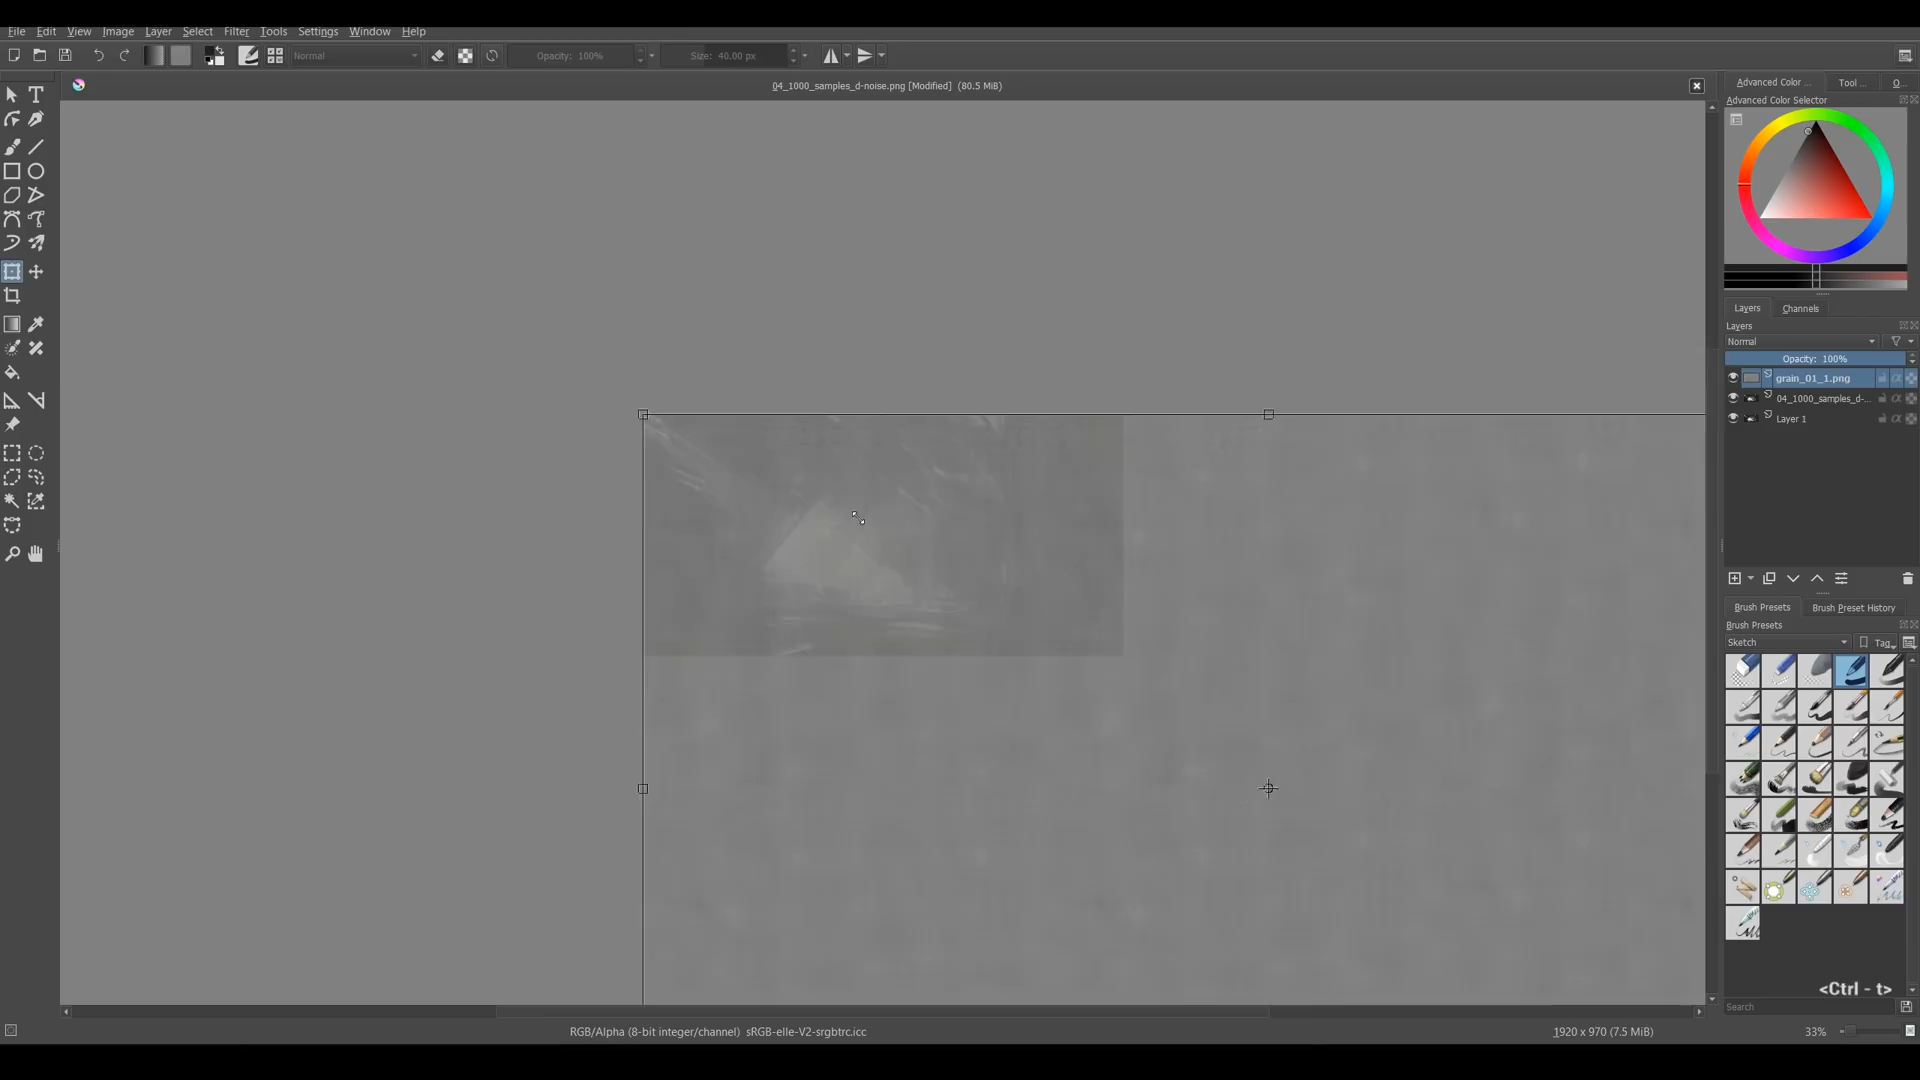 File Edit View Image Layer Select Filter Tools Settings Window Help
Normal Opacity: 100% Size: 40.00 px
04_1000_samples_d-noise.png [Modified] (80.5 MiB)
Advanced Color ... Tool ... O...
Advanced Color Selector
Layers Channels
Layers
Normal
Opacity: 100%
grain_01_1.png
04_1000_samples_d-...
Layer 1
Brush Presets Brush Preset History
Brush Presets
Sketch Tag
<Ctrl - t>
Search
RGB/Alpha (8-bit integer/channel) sRGB-elle-V2-srgbtrc.icc 1920 x 970 (7.5 MiB) 33%